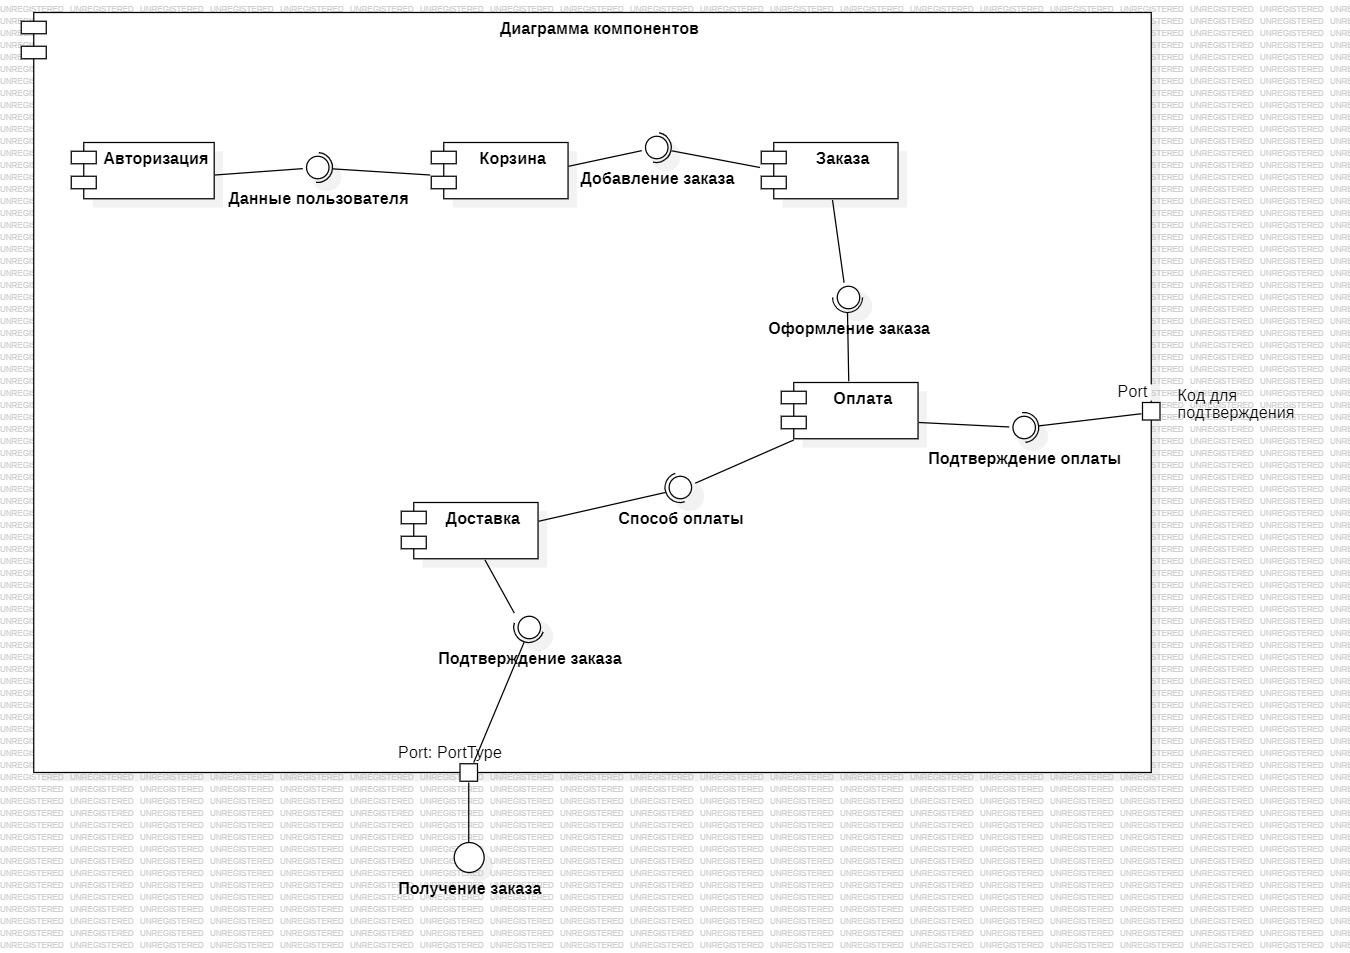 Диаграмма компонентов
Авторизация
Данные пользователя
Корзина
Добавление заказа
Заказа
Оформление заказа
Оплата
Port
Код для
подтверждения
Подтверждение оплаты
Способ оплаты
Доставка
Подтверждение заказа
Port: PortType
Получение заказа
UNREGISTERED